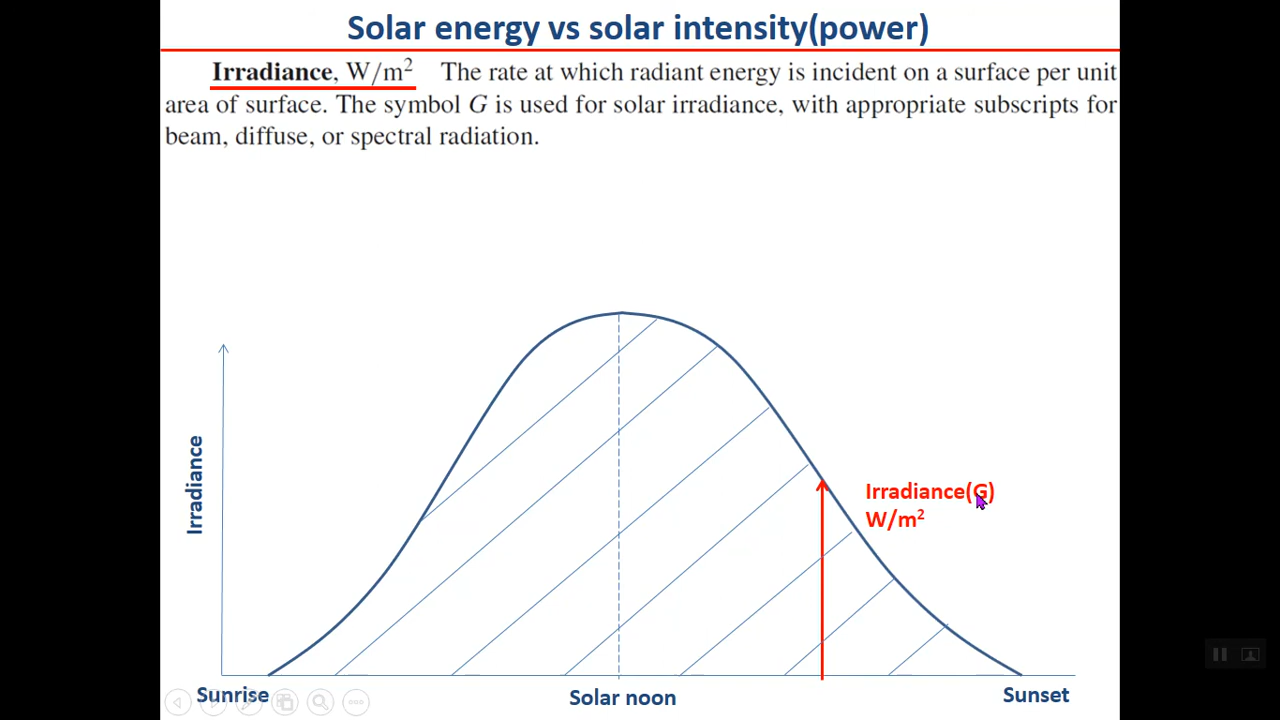 Solar energy vs solar intensity(power)
Irradiance, W/m² The rate at which radiant energy is incident on a surface per unit
area of surface. The symbol G is used for solar irradiance, with appropriate subscripts for
beam, diffuse, or spectral radiation.
Irradiance
Irradiance(G)
W/m²
Sunrise
Solar noon
Sunset